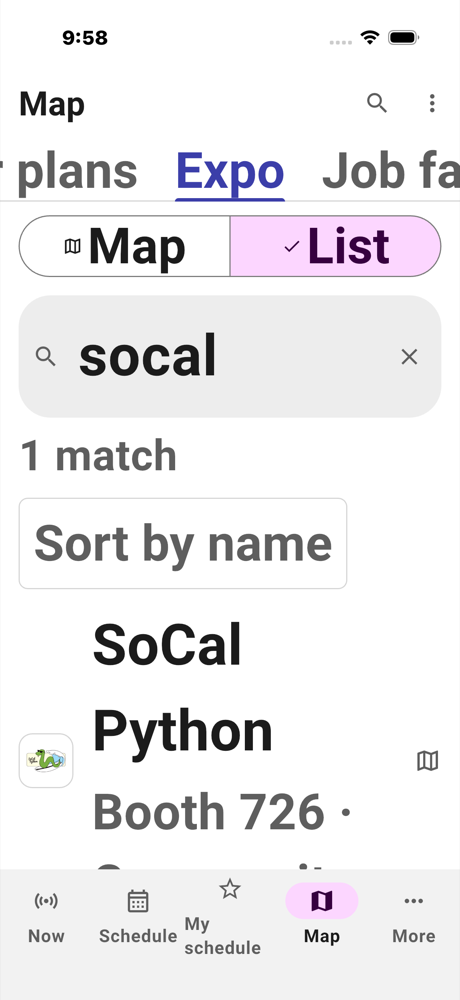 9:58
Map
r plans
Expo
Job fa
Map
List
socal
1 match
Sort by name
SoCal
Python
Booth 726 ·
Now
Schedule
My
schedule
Map
More